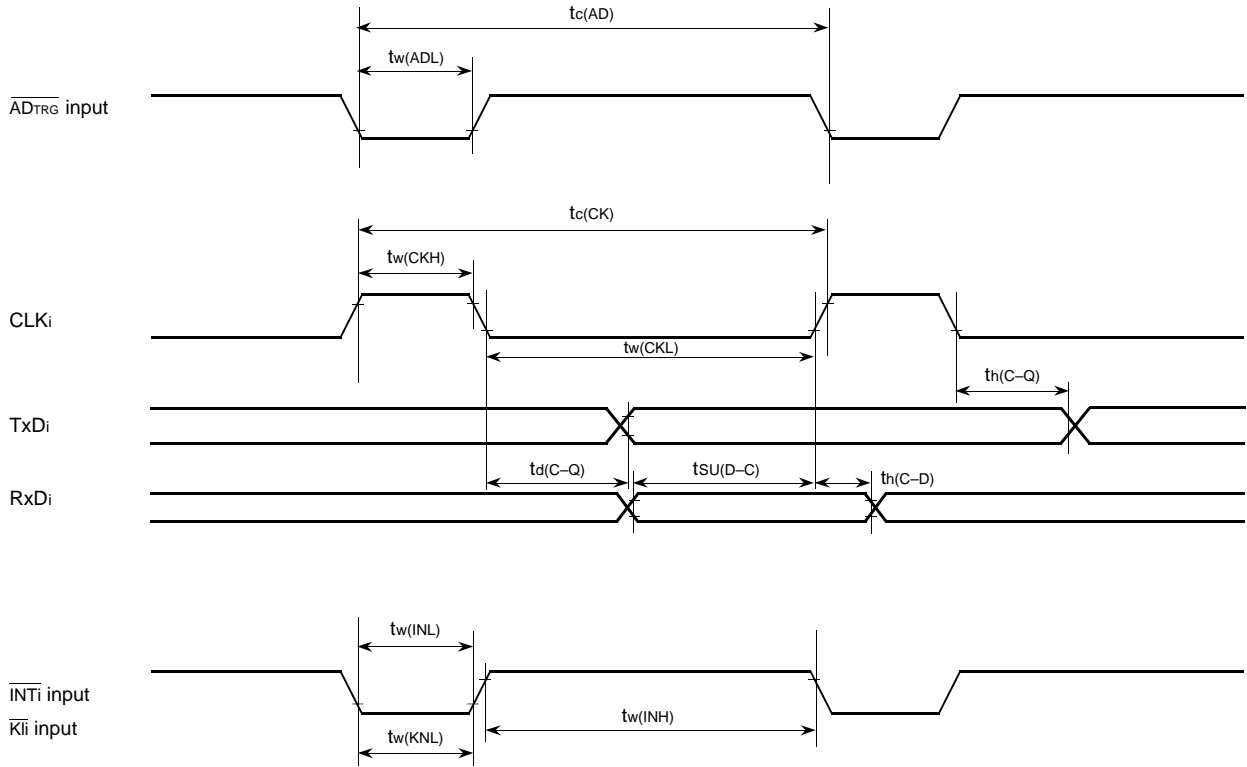 tc(AD)
tw(ADL)
ADTRG input
tc(CK)
tw(CKH)
CLKi
tw(CKL)
th(C–Q)
TxDi
td(C–Q)
tSU(D–C)
th(C–D)
RxDi
tw(INL)
INTi input
KIi input
tw(INH)
tw(KNL)